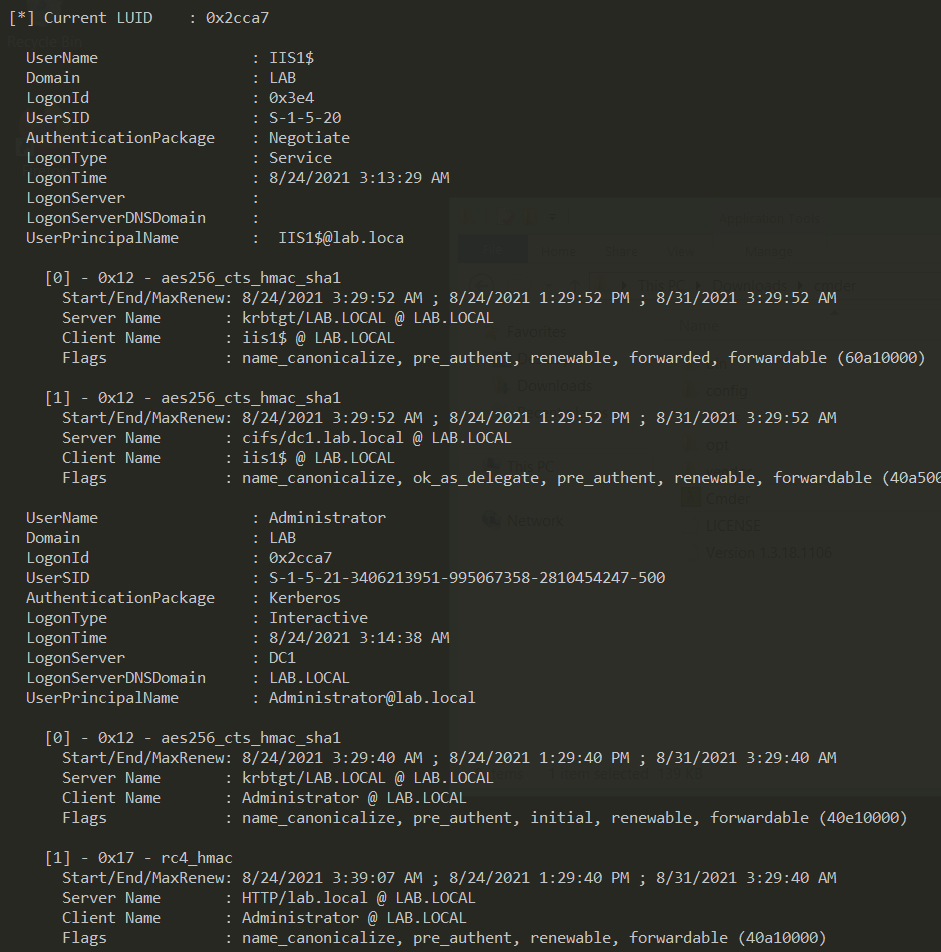 [*] Current LUID    : 0x2cca7
UserName                 : IIS1$
Domain                   : LAB
LogonId                  : 0x3e4
UserSID                  : S-1-5-20
AuthenticationPackage    : Negotiate
LogonType                : Service
LogonTime                : 8/24/2021 3:13:29 AM
LogonServer              :
LogonServerDNSDomain     :
UserPrincipalName        :  IIS1$@lab.loca
[0] - 0x12 - aes256_cts_hmac_sha1
Start/End/MaxRenew: 8/24/2021 3:29:52 AM ; 8/24/2021 1:29:52 PM ; 8/31/2021 3:29:52 AM
Server Name       : krbtgt/LAB.LOCAL @ LAB.LOCAL
Client Name       : iis1$ @ LAB.LOCAL
Flags             : name_canonicalize, pre_authent, renewable, forwarded, forwardable (60a10000)
[1] - 0x12 - aes256_cts_hmac_sha1
Start/End/MaxRenew: 8/24/2021 3:29:52 AM ; 8/24/2021 1:29:52 PM ; 8/31/2021 3:29:52 AM
Server Name       : cifs/dc1.lab.local @ LAB.LOCAL
Client Name       : iis1$ @ LAB.LOCAL
Flags             : name_canonicalize, ok_as_delegate, pre_authent, renewable, forwardable (40a500
UserName                 : Administrator
Domain                   : LAB
LogonId                  : 0x2cca7
UserSID                  : S-1-5-21-3406213951-995067358-2810454247-500
AuthenticationPackage    : Kerberos
LogonType                : Interactive
LogonTime                : 8/24/2021 3:14:38 AM
LogonServer              : DC1
LogonServerDNSDomain     : LAB.LOCAL
UserPrincipalName        : Administrator@lab.local
[0] - 0x12 - aes256_cts_hmac_sha1
Start/End/MaxRenew: 8/24/2021 3:29:40 AM ; 8/24/2021 1:29:40 PM ; 8/31/2021 3:29:40 AM
Server Name       : krbtgt/LAB.LOCAL @ LAB.LOCAL
Client Name       : Administrator @ LAB.LOCAL
Flags             : name_canonicalize, pre_authent, initial, renewable, forwardable (40e10000)
[1] - 0x17 - rc4_hmac
Start/End/MaxRenew: 8/24/2021 3:39:07 AM ; 8/24/2021 1:29:40 PM ; 8/31/2021 3:29:40 AM
Server Name       : HTTP/lab.local @ LAB.LOCAL
Client Name       : Administrator @ LAB.LOCAL
Flags             : name_canonicalize, pre_authent, renewable, forwardable (40a10000)